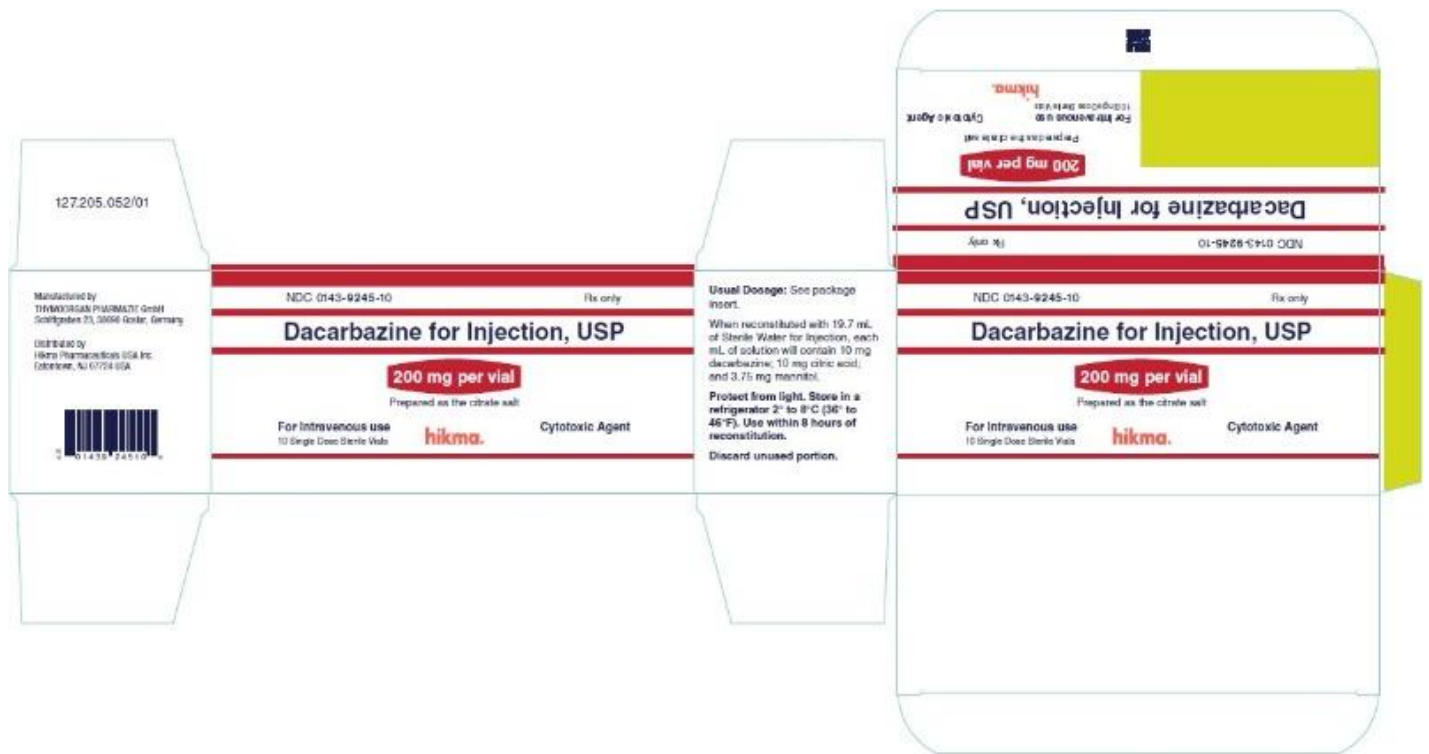 127.205.052/01
Manufactured by
THYMOORGAN PHARMAZIE GmbH
Schiffgraben 23, 38690 Goslar, Germany
Distributed by
Hikma Pharmaceuticals USA Inc.
Eatontown, NJ 07724 USA
NDC 0143-9245-10 Rx only
Dacarbazine for Injection, USP
200 mg per vial
Prepared as the citrate salt
For Intravenous use
10 Single Dose Sterile Vials
hikma.
Cytotoxic Agent
Usual Dosage: See package
insert.
When reconstituted with 19.7 mL
of Sterile Water for Injection, each
mL of solution will contain 10 mg
dacarbazine; 10 mg citric acid;
and 3.75 mg mannitol.
Protect from light. Store in a
refrigerator 2° to 8°C (36° to
46°F). Use within 8 hours of
reconstitution.
Discard unused portion.
hikma.
10 Single Dose Sterile Vials
For Intravenous use Cytotoxic Agent
Prepared as the citrate salt
200 mg per vial
Dacarbazine for Injection, USP
NDC 0143-9245-10 Rx only
NDC 0143-9245-10 Rx only
Dacarbazine for Injection, USP
200 mg per vial
Prepared as the citrate salt
For Intravenous use
10 Single Dose Sterile Vials
hikma.
Cytotoxic Agent